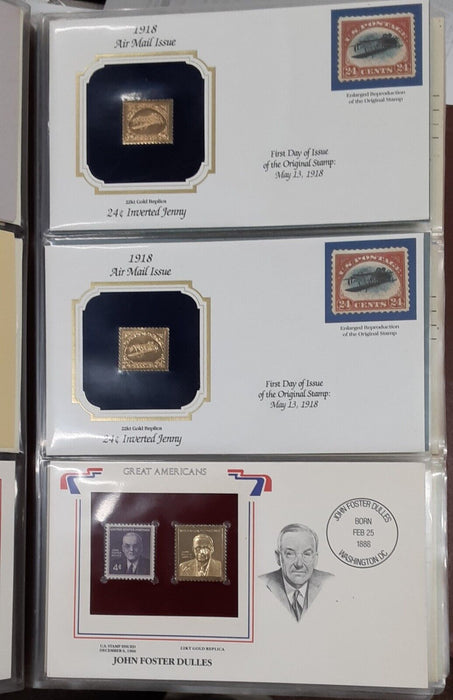 1918
Air Mail Issue
U.S. POSTAGE
24 CENTS 24
Enlarged Reproduction
of the Original Stamp
First Day of Issue
of the Original Stamp:
May 13, 1918
22kt Gold Replica
24¢ Inverted Jenny
1918
Air Mail Issue
U.S. POSTAGE
24 CENTS 24
Enlarged Reproduction
of the Original Stamp
First Day of Issue
of the Original Stamp:
May 13, 1918
22kt Gold Replica
24¢ Inverted Jenny
GREAT AMERICANS
4¢
JOHN FOSTER DULLES
BORN
FEB 25
1888
WASHINGTON DC
U.S. STAMP ISSUED
DECEMBER 6, 1960
22KT GOLD REPLICA
JOHN FOSTER DULLES